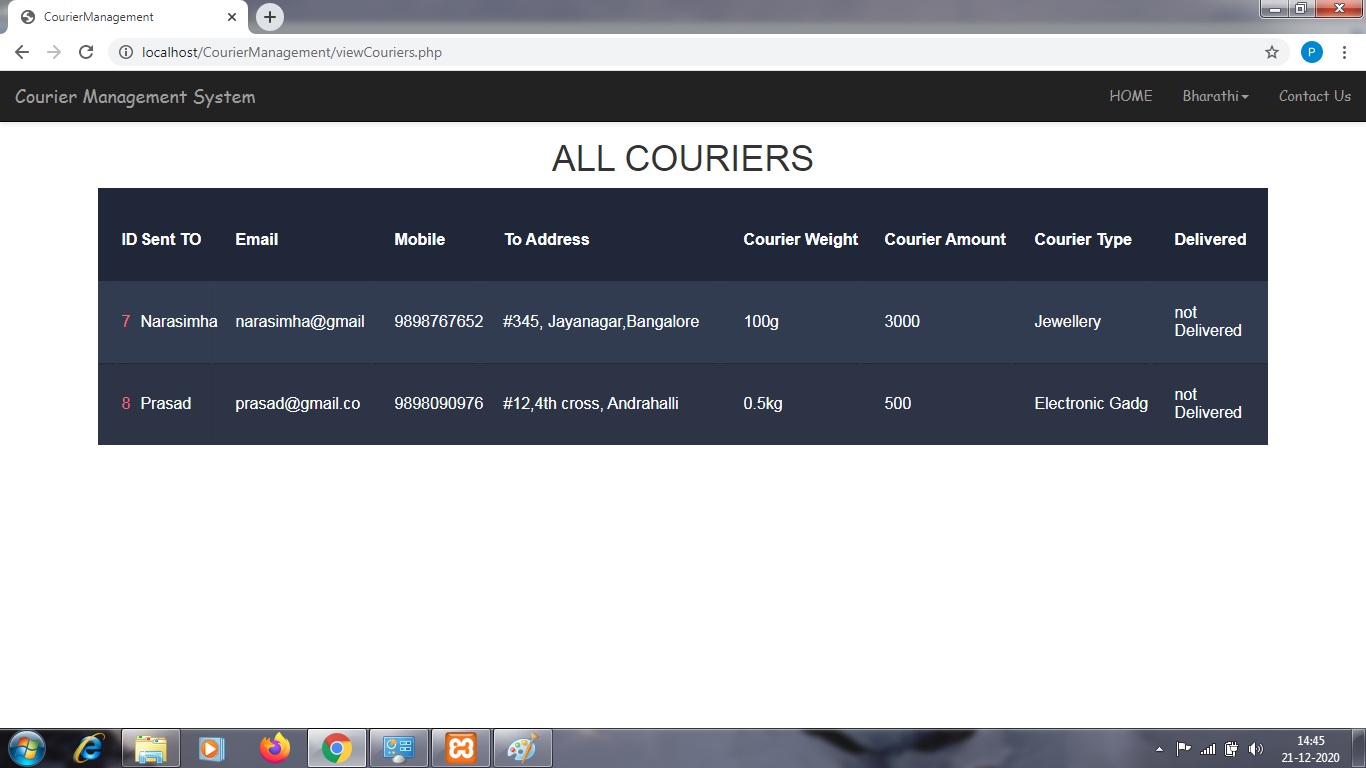 CourierManagement
localhost/CourierManagement/viewCouriers.php
P
Courier Management System HOME Bharathi Contact Us
ALL COURIERS
ID Sent TO Email Mobile To Address Courier Weight Courier Amount Courier Type Delivered
7 Narasimha narasimha@gmail 9898767652 #345, Jayanagar,Bangalore 100g 3000 Jewellery not
Delivered
8 Prasad prasad@gmail.co 9898090976 #12,4th cross, Andrahalli 0.5kg 500 Electronic Gadg not
Delivered
14:45
21-12-2020